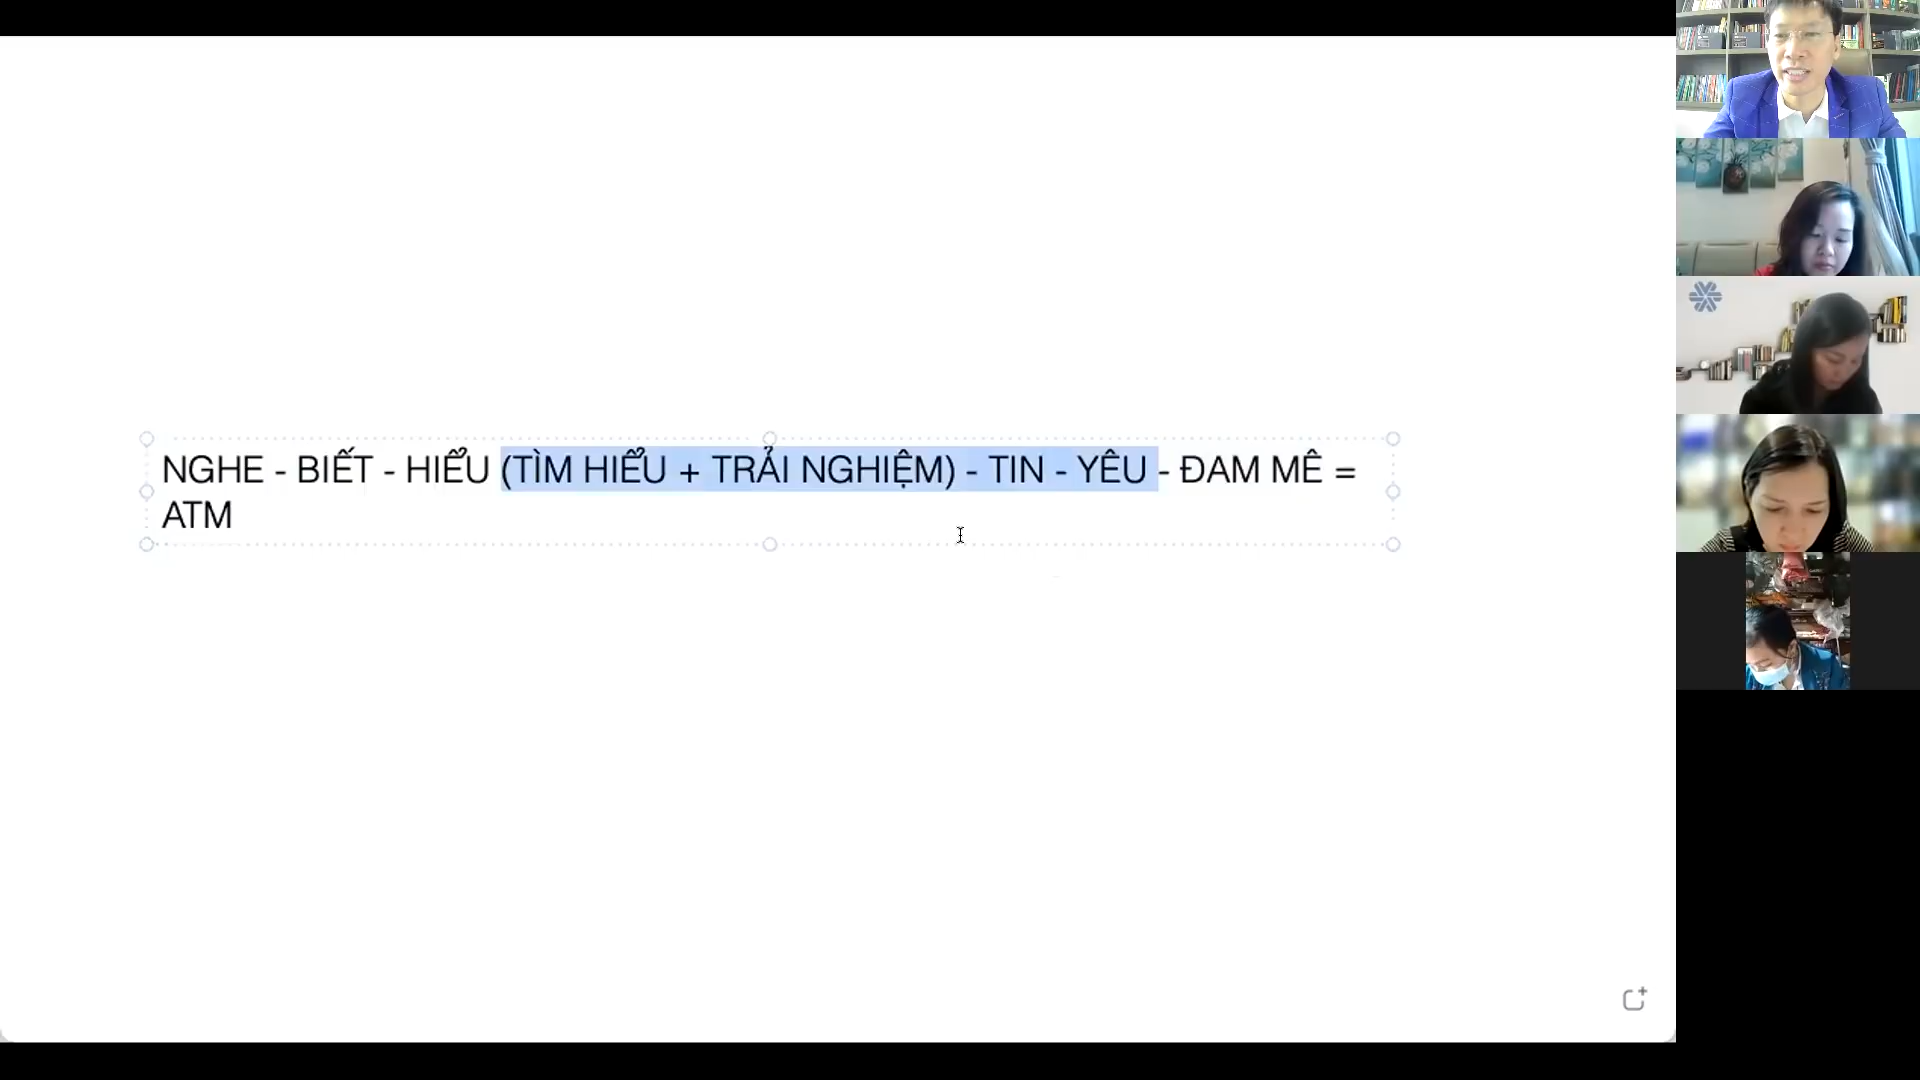 NGHE - BIẾT - HIỂU (TÌM HIỂU + TRẢI NGHIỆM) - TIN - YÊU - ĐAM MÊ =
ATM